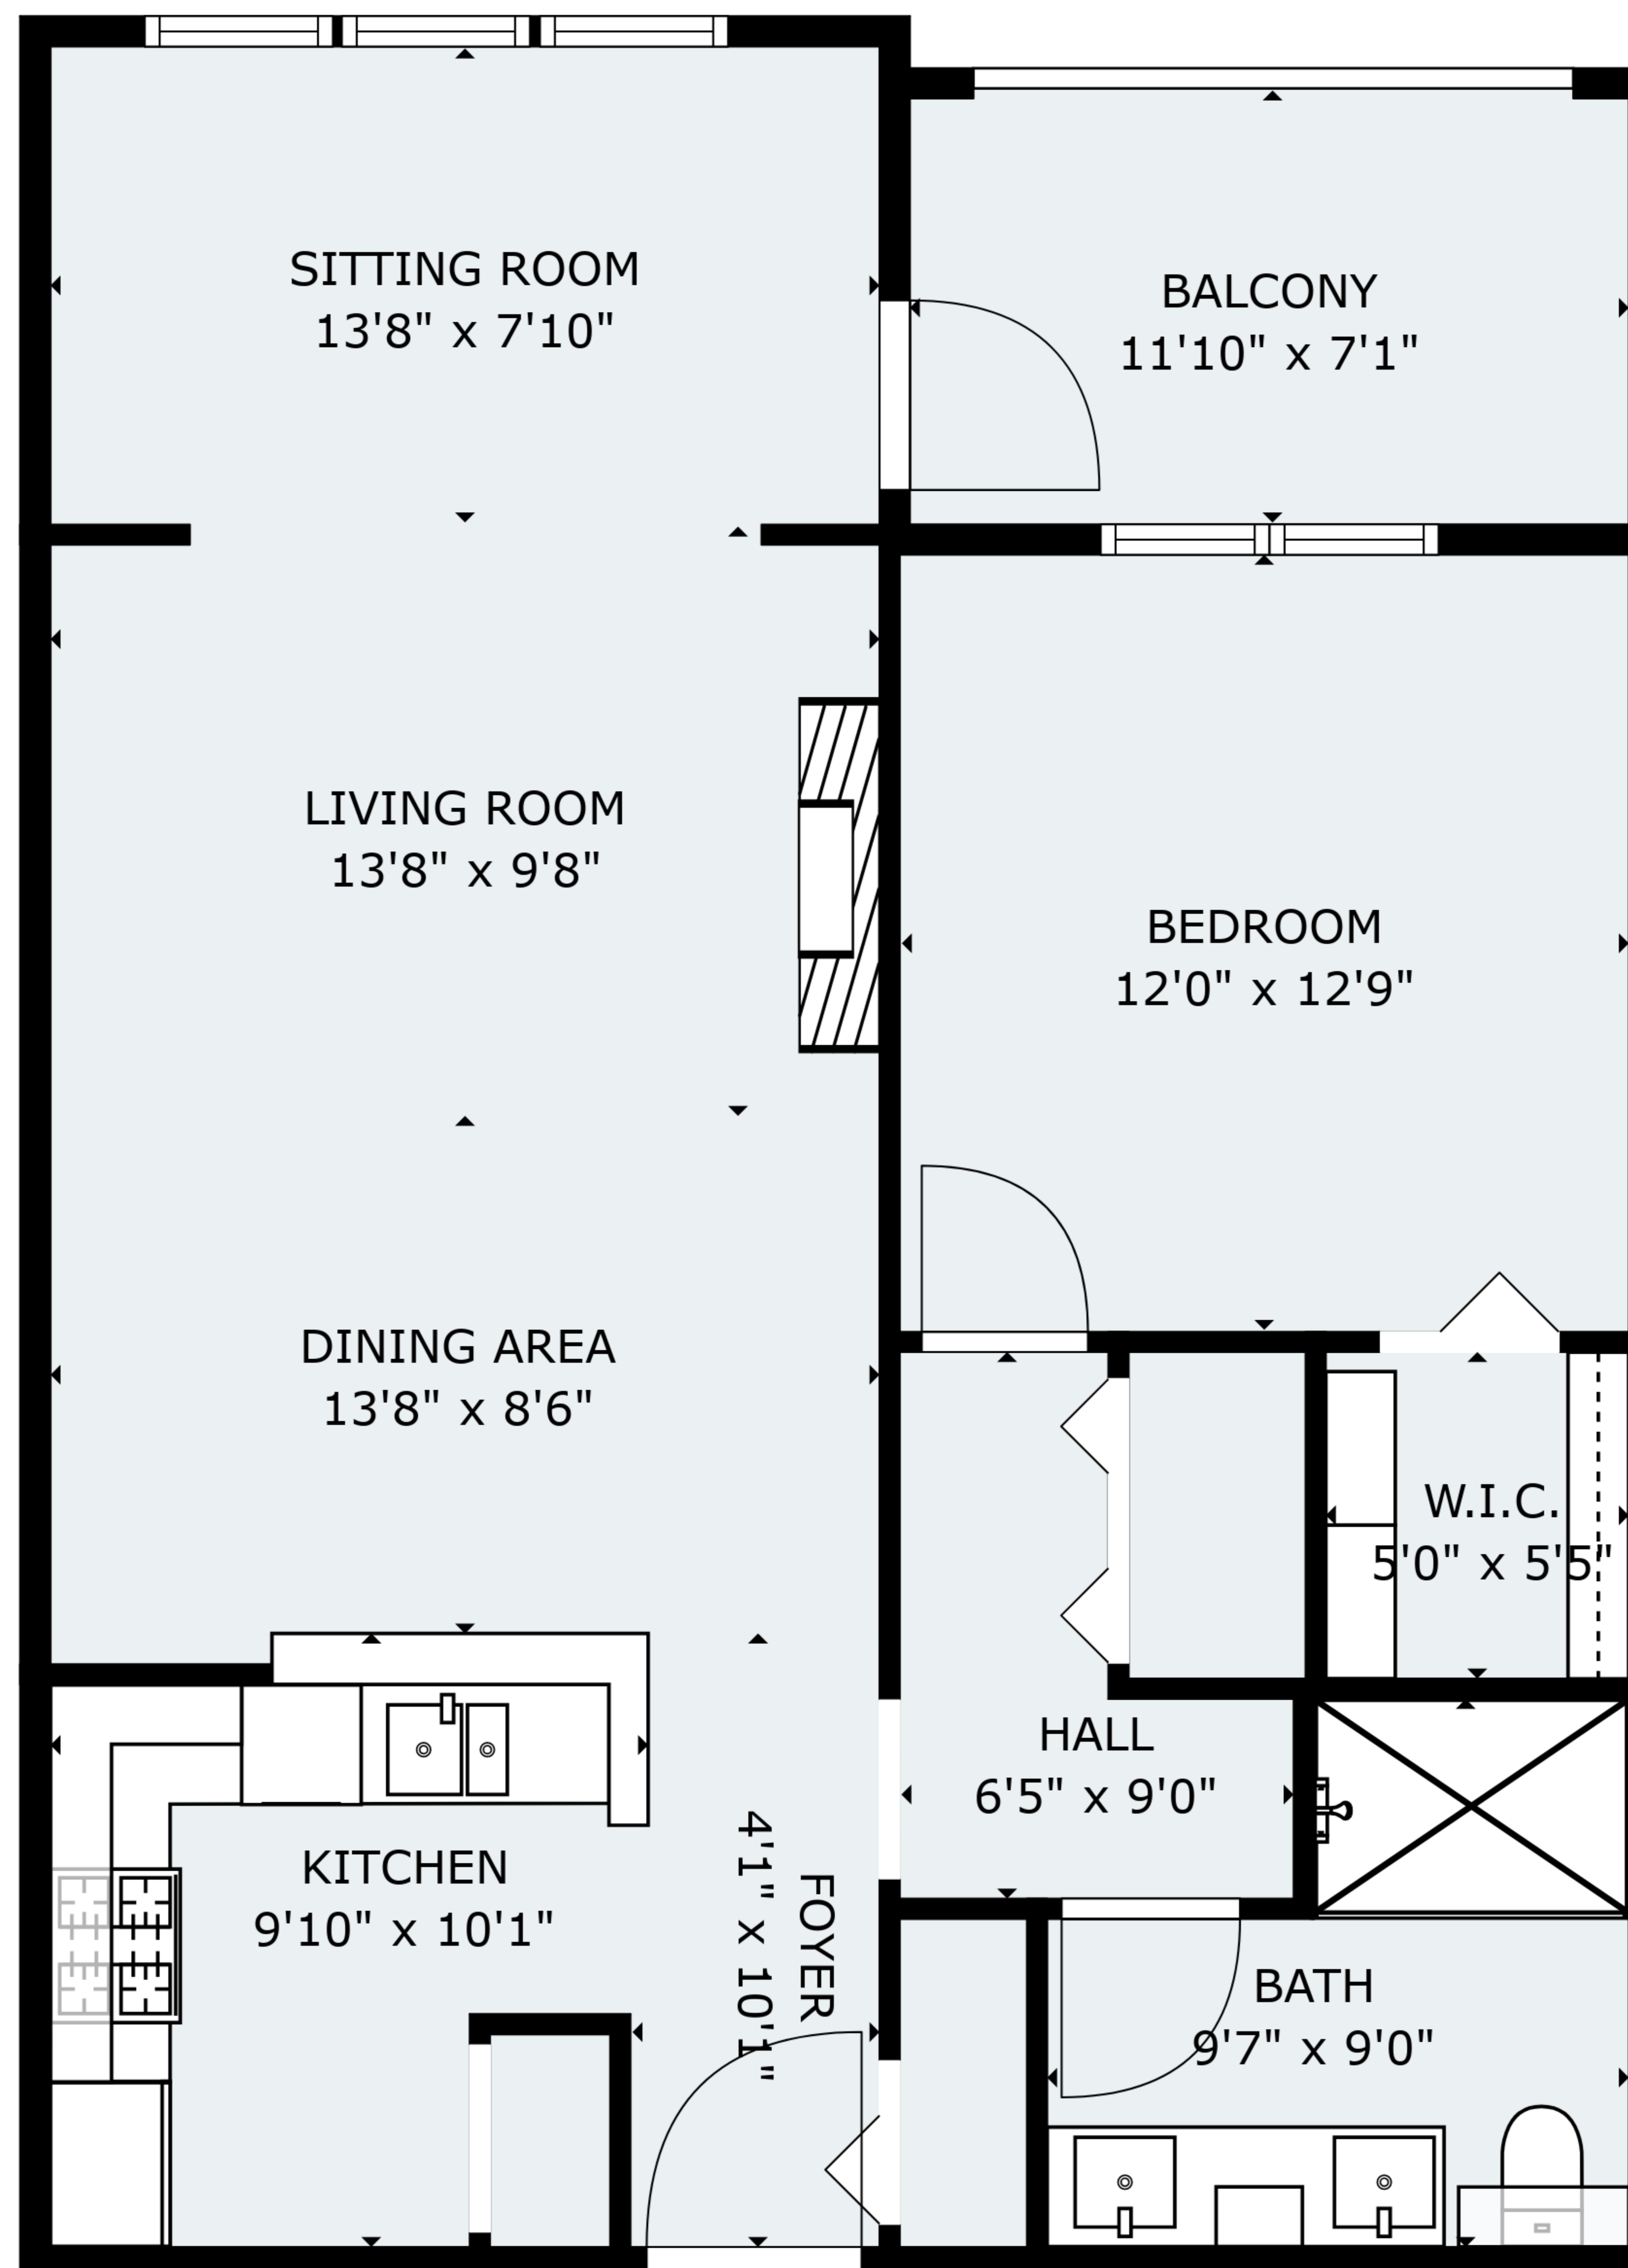 SITTING ROOM
13'8" x 7'10"
BALCONY
11'10" x 7'1"
LIVING ROOM
13'8" x 9'8"
BEDROOM
12'0" x 12'9"
DINING AREA
13'8" x 8'6"
W.I.C.
5'0" x 5'5"
HALL
6'5" x 9'0"
KITCHEN
9'10" x 10'1"
FOYER
4'1" x 10'1"
BATH
9'7" x 9'0"